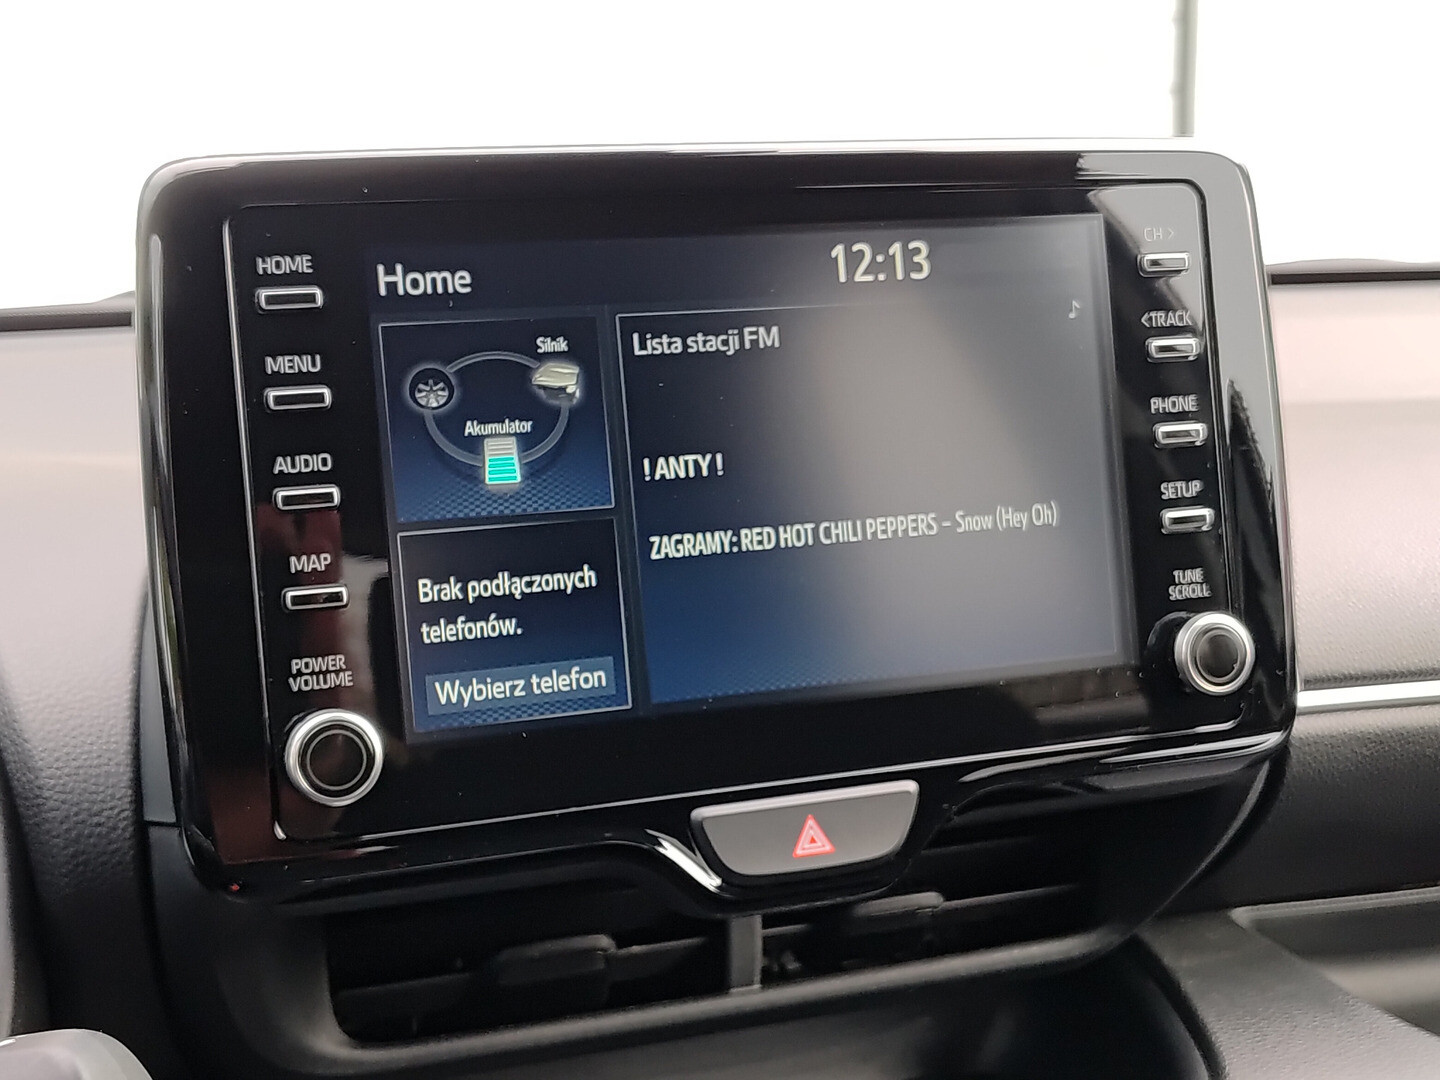 HOME
MENU
AUDIO
MAP
POWER
VOLUME
Home
12:13
Silnik
Akumulator
Brak podłączonych
telefonów.
Wybierz telefon
Lista stacji FM
! ANTY !
ZAGRAMY: RED HOT CHILI PEPPERS – Snow (Hey Oh)
CH >
<TRACK
PHONE
SETUP
TUNE
SCROLL